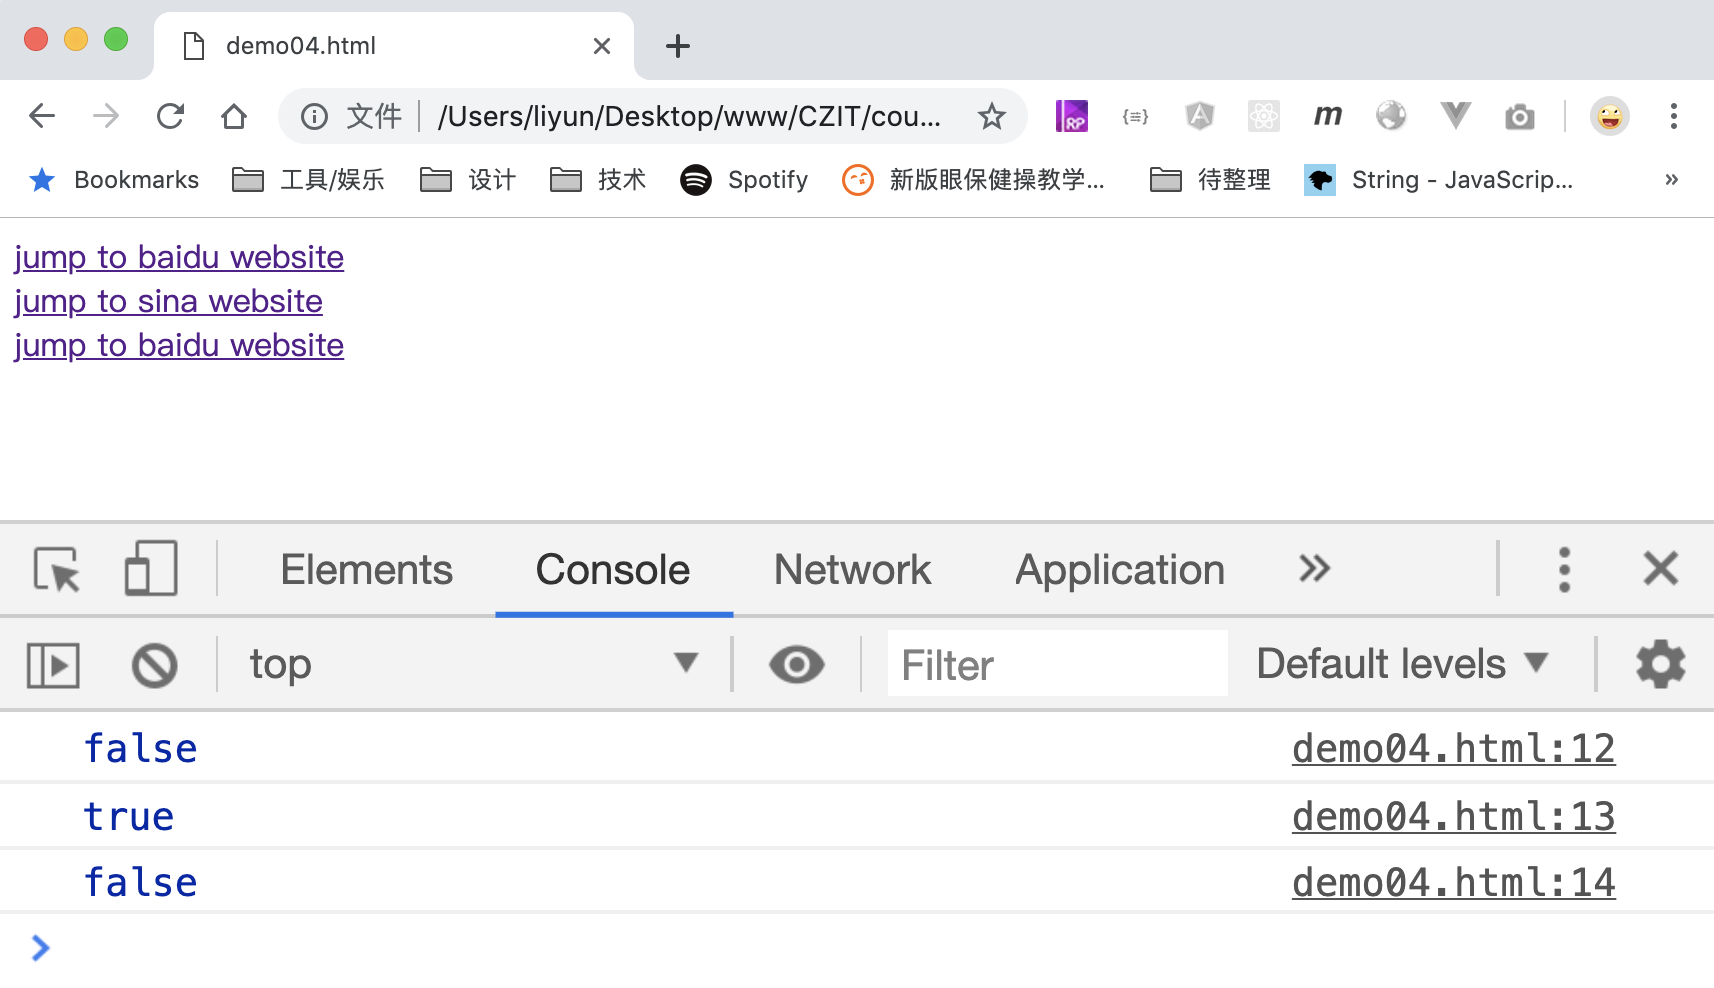 demo04.html
文件 /Users/liyun/Desktop/www/CZIT/cou...
RP {≡} A m
Bookmarks 工具/娱乐 设计 技术 Spotify 新版眼保健操教学... 待整理 String - JavaScrip... »
jump to baidu website
jump to sina website
jump to baidu website
Elements Console Network Application »
top Filter Default levels
false demo04.html:12
true demo04.html:13
false demo04.html:14